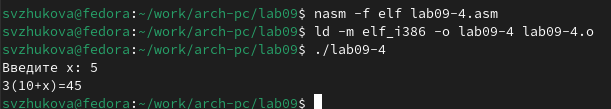 svzhukova@fedora:~/work/arch-pc/lab09$ nasm -f elf lab09-4.asm
svzhukova@fedora:~/work/arch-pc/lab09$ ld -m elf_i386 -o lab09-4 lab09-4.o
svzhukova@fedora:~/work/arch-pc/lab09$ ./lab09-4
Введите x: 5
3(10+x)=45
svzhukova@fedora:~/work/arch-pc/lab09$